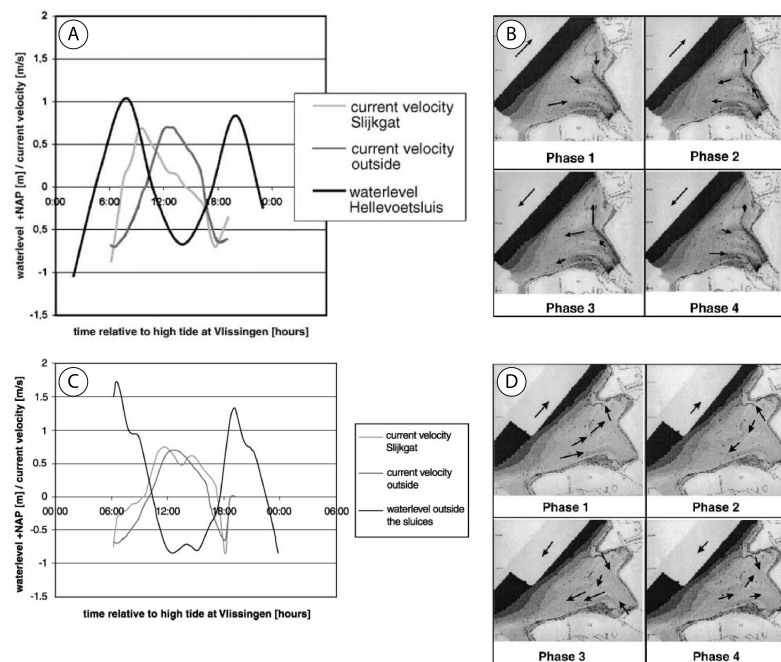 A
2
1,5
1
0,5
0
0,5
-1
-1,5
0:00
6:00
12:00
18:00
0:00
waterlevel +NAP [m] / current velocity [m/s]
time relative to high tide at Vlissingen [hours]
current velocity
Slijkgat
current velocity
outside
waterlevel
Hellevoetsluis
B
Phase 1
Phase 2
Phase 3
Phase 4
C
2
1.5
1
0.5
0
-0.5
-1
-1.5
00:00
06:00
12:00
18:00
00:00
06:00
waterlevel +NAP [m] / current velocity [m/s]
time relative to high tide at Vlissingen [hours]
current velocity
Slijkgat
current velocity
outside
waterlevel outside
the sluices
D
Phase 1
Phase 2
Phase 3
Phase 4